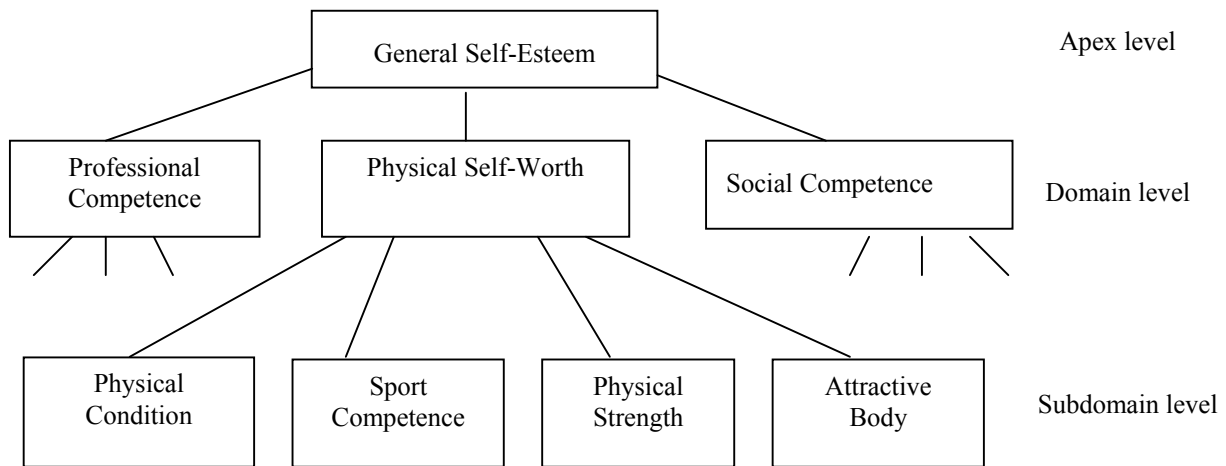 General Self-Esteem
Apex level
Professional
Competence
Physical Self-Worth
Social Competence
Domain level
Physical
Condition
Sport
Competence
Physical
Strength
Attractive
Body
Subdomain level